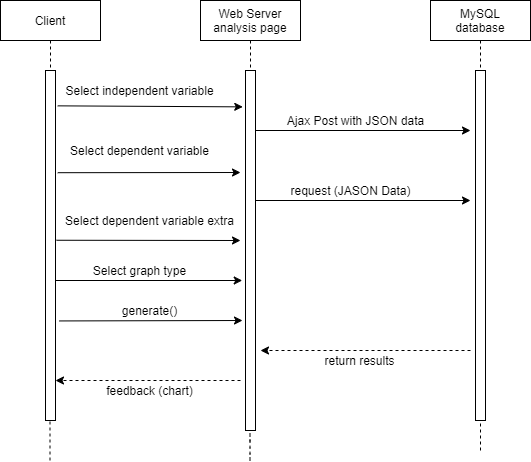 Client
Web Server
analysis page
MySQL
database
Select independent variable
Ajax Post with JSON data
Select dependent variable
request (JASON Data)
Select dependent variable extra
Select graph type
generate()
return results
feedback (chart)